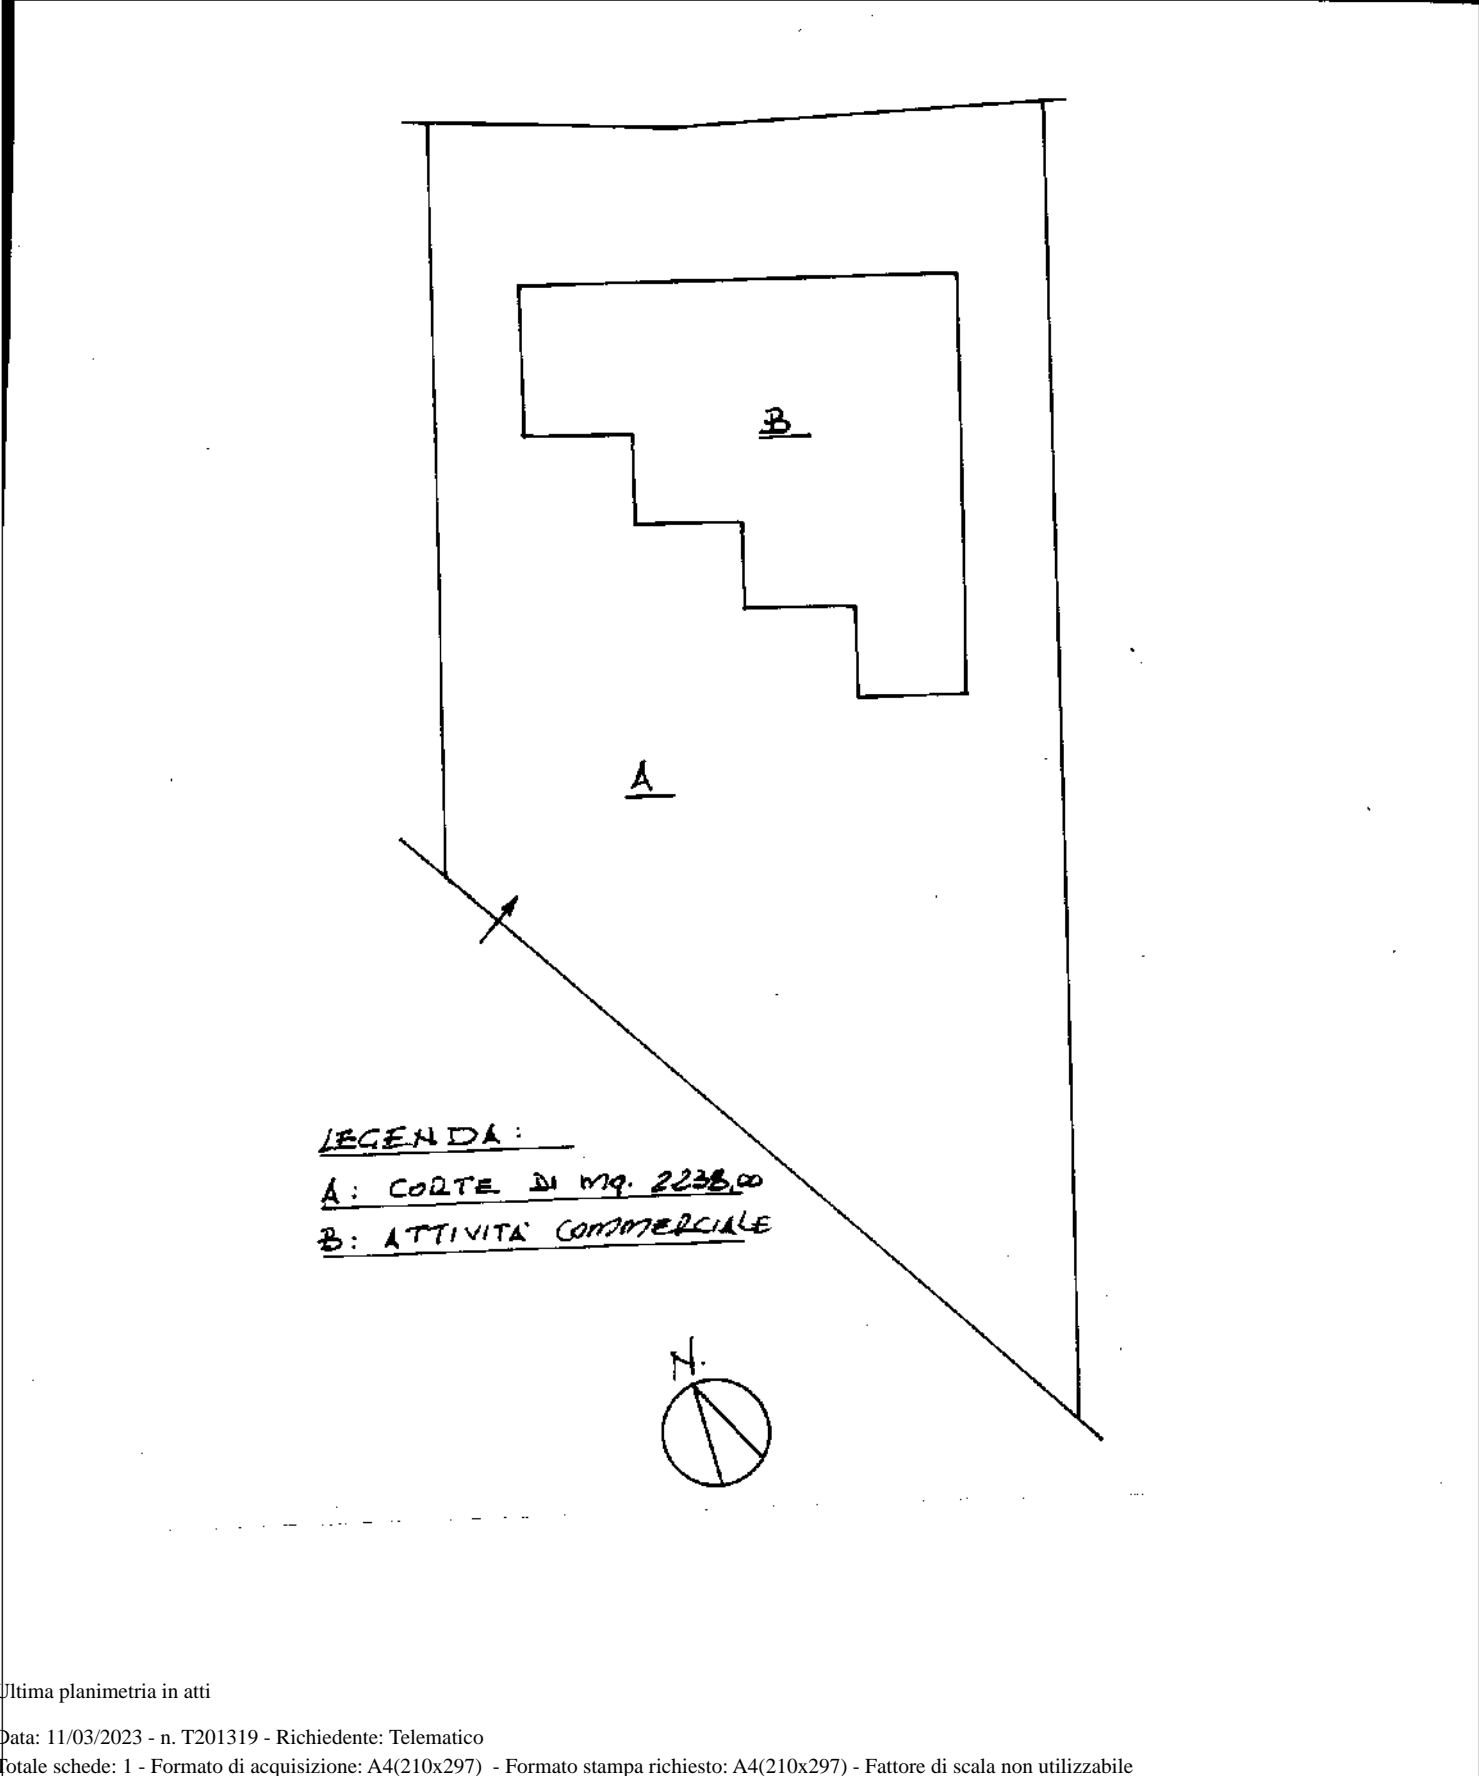 B
A
LEGENDA:
A: CORTE DI mq. 2238,00
B: ATTIVITA' COMMERCIALE
N.
Ultima planimetria in atti
Data: 11/03/2023 - n. T201319 - Richiedente: Telematico
Totale schede: 1 - Formato di acquisizione: A4(210x297) - Formato stampa richiesto: A4(210x297) - Fattore di scala non utilizzabile